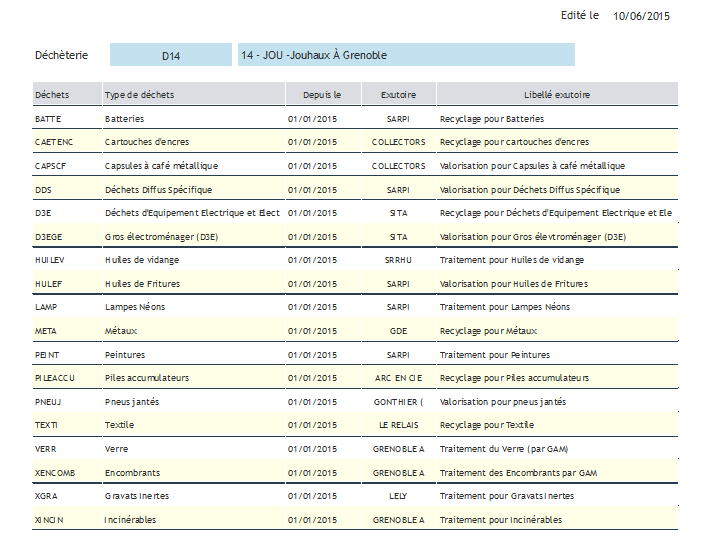 Edité le 10/06/2015
Déchèterie D14 14 - JOU -Jouhaux À Grenoble
Déchets Type de déchets Depuis le Exutoire Libellé exutoire
BATTE Batteries 01/01/2015 SARPI Recyclage pour Batteries
CAETENC Cartouches d'encres 01/01/2015 COLLECTORS Recyclage pour cartouches d'encres
CAPSCF Capsules à café métallique 01/01/2015 COLLECTORS Valorisation pour Capsules à café métallique
DDS Déchets Diffus Spécifique 01/01/2015 SARPI Valorisation pour Déchets Diffus Spécifique
D3E Déchets d'Equipement Electrique et Elect 01/01/2015 SITA Recyclage pour Déchets d'Equipement Electrique et Ele
D3EGE Gros électroménager (D3E) 01/01/2015 SITA Valorisation pour Gros élevtroménager (D3E)
HUILEV Huiles de vidange 01/01/2015 SRRHU Traitement pour Huiles de vidange
HULEF Huiles de Fritures 01/01/2015 SARPI Valorisation pour Huiles de Fritures
LAMP Lampes Néons 01/01/2015 SARPI Traitement pour Lampes Néons
META Métaux 01/01/2015 GDE Recyclage pour Métaux
PEINT Peintures 01/01/2015 SARPI Traitement pour Peintures
PILEACCU Piles accumulateurs 01/01/2015 ARC EN CIE Recyclage pour Piles accumulateurs
PNEUJ Pneus jantés 01/01/2015 GONTHIER ( Valorisation pour pneus jantés
TEXTI Textile 01/01/2015 LE RELAIS Recyclage pour Textile
VERR Verre 01/01/2015 GRENOBLE A Traitement du Verre (par GAM)
XENCOMB Encombrants 01/01/2015 GRENOBLE A Traitement des Encombrants par GAM
XGRA Gravats Inertes 01/01/2015 LELY Traitement pour Gravats Inertes
XINCIN Incinérables 01/01/2015 GRENOBLE A Traitement pour Incinérables